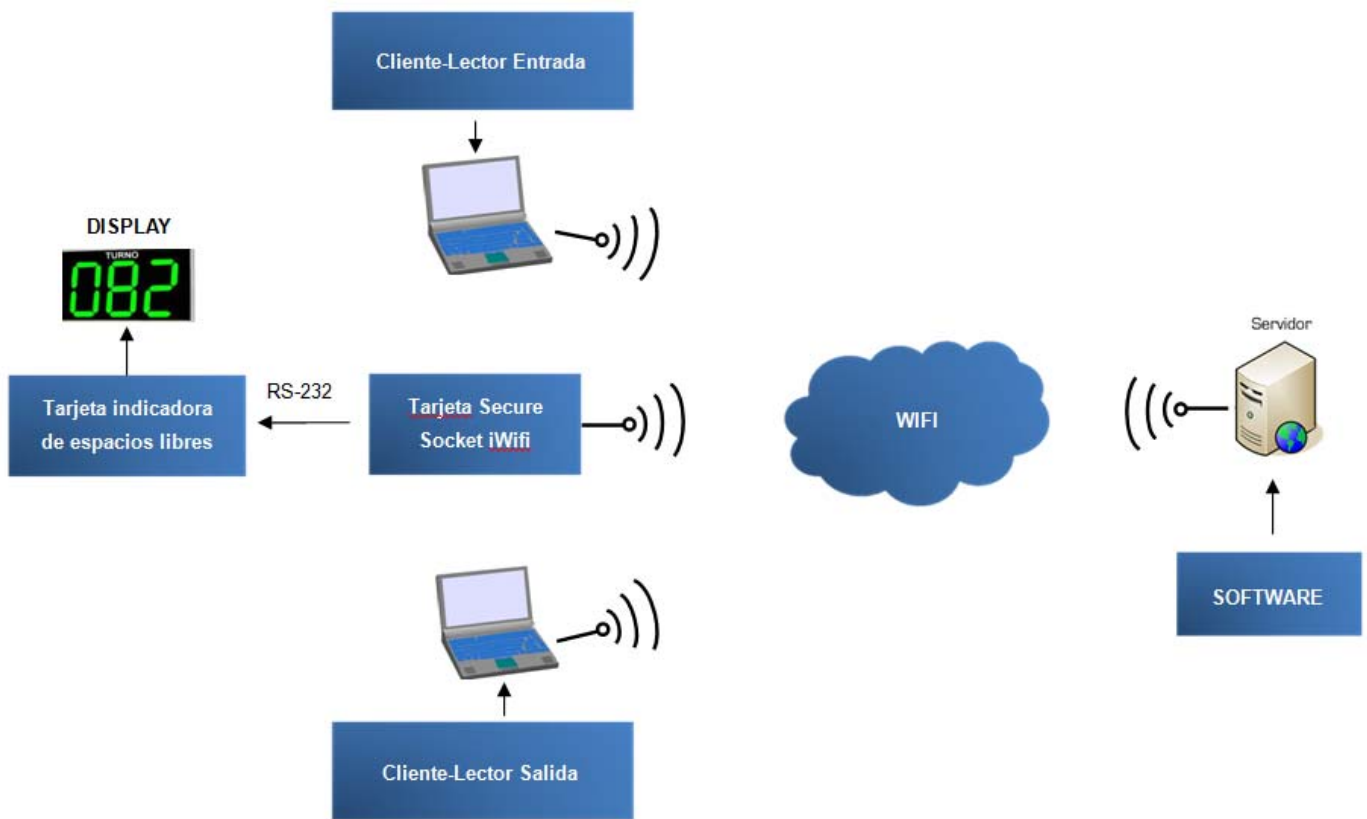 Cliente-Lector Entrada
DISPLAY
TURNO
082
Servidor
Tarjeta indicadora
de espacios libres
RS-232
Tarjeta Secure
Socket iWifi
WIFI
SOFTWARE
Cliente-Lector Salida